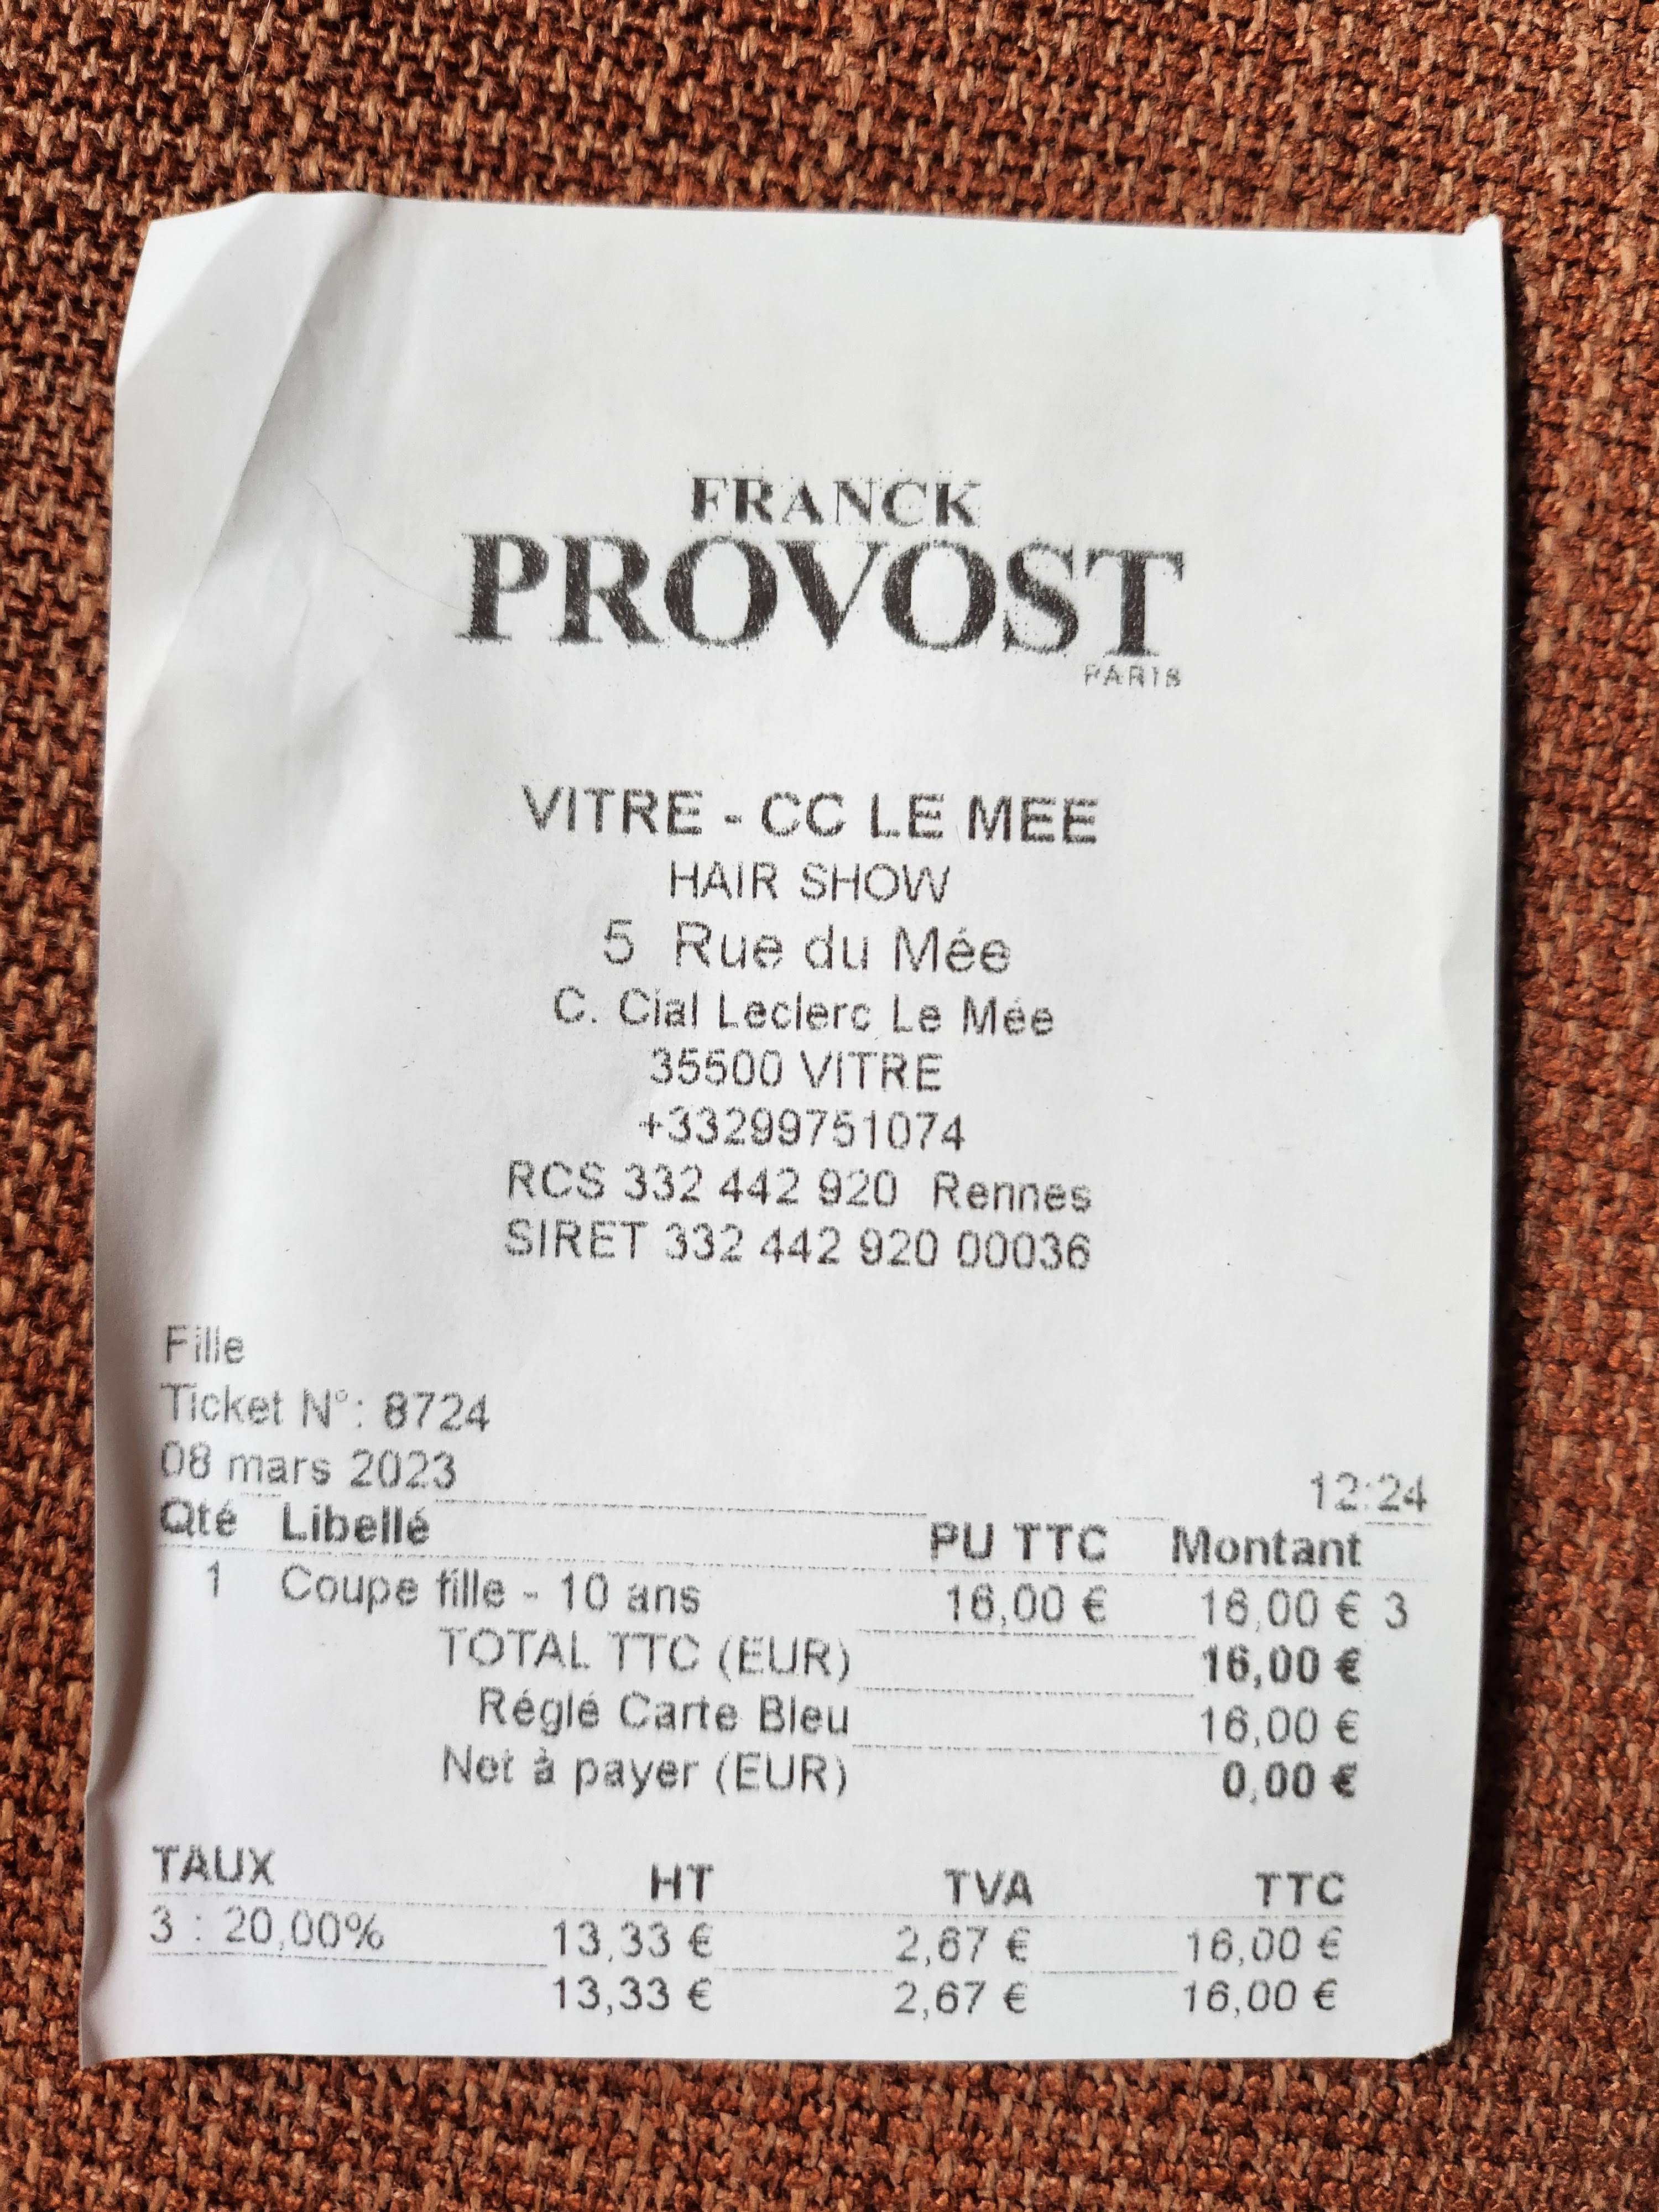 FRANCK
PROVOST
PARIS
VITRE - CC LE MEE
HAIR SHOW
5 Rue du Mée
C. Cial Leclerc Le Mée
35500 VITRE
+33299751074
RCS 332 442 920 Rennes
SIRET 332 442 920 00036
Fille
Ticket N°: 8724
08 mars 2023 12:24
Qté Libellé PU TTC Montant
1 Coupe fille - 10 ans 16,00 € 16,00 € 3
TOTAL TTC (EUR) 16,00 €
Réglé Carte Bleu 16,00 €
Net à payer (EUR) 0,00 €
TAUX HT TVA TTC
3 : 20,00% 13,33 € 2,67 € 16,00 €
13,33 € 2,67 € 16,00 €